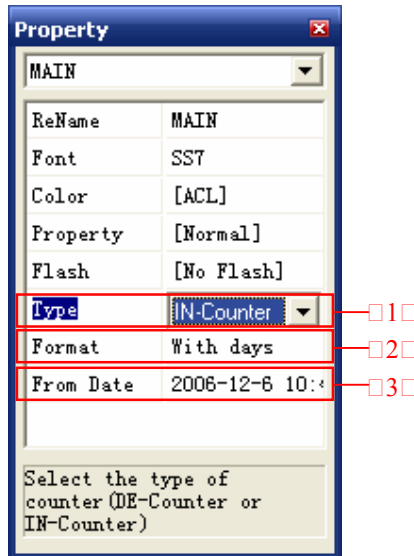 Property
MAIN
ReName MAIN
Font SS7
Color [ACL]
Property [Normal]
Flash [No Flash]
Type IN-Counter □1□
Format With days □2□
From Date 2006-12-6 10: □3□
Select the type of
counter(DE-Counter or
IN-Counter)